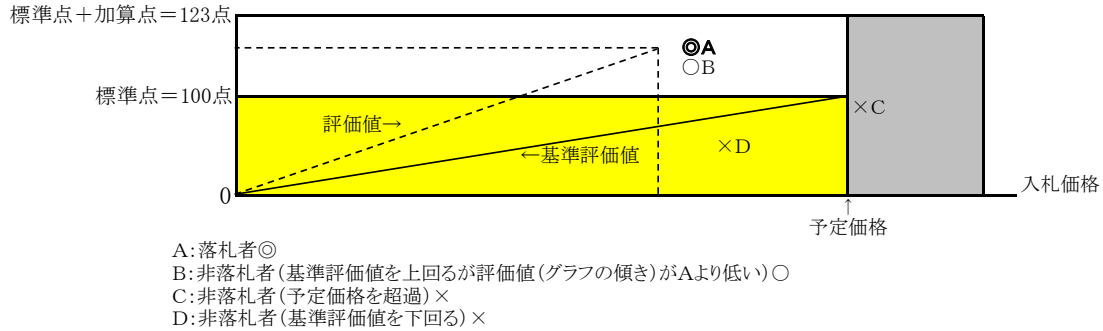 標準点＋加算点＝123点
◎A
○B
標準点＝100点
×C
評価値→
←基準評価値
×D
0
入札価格
↑
予定価格
A：落札者◎
B：非落札者（基準評価値を上回るが評価値（グラフの傾き）がAより低い）○
C：非落札者（予定価格を超過）×
D：非落札者（基準評価値を下回る）×